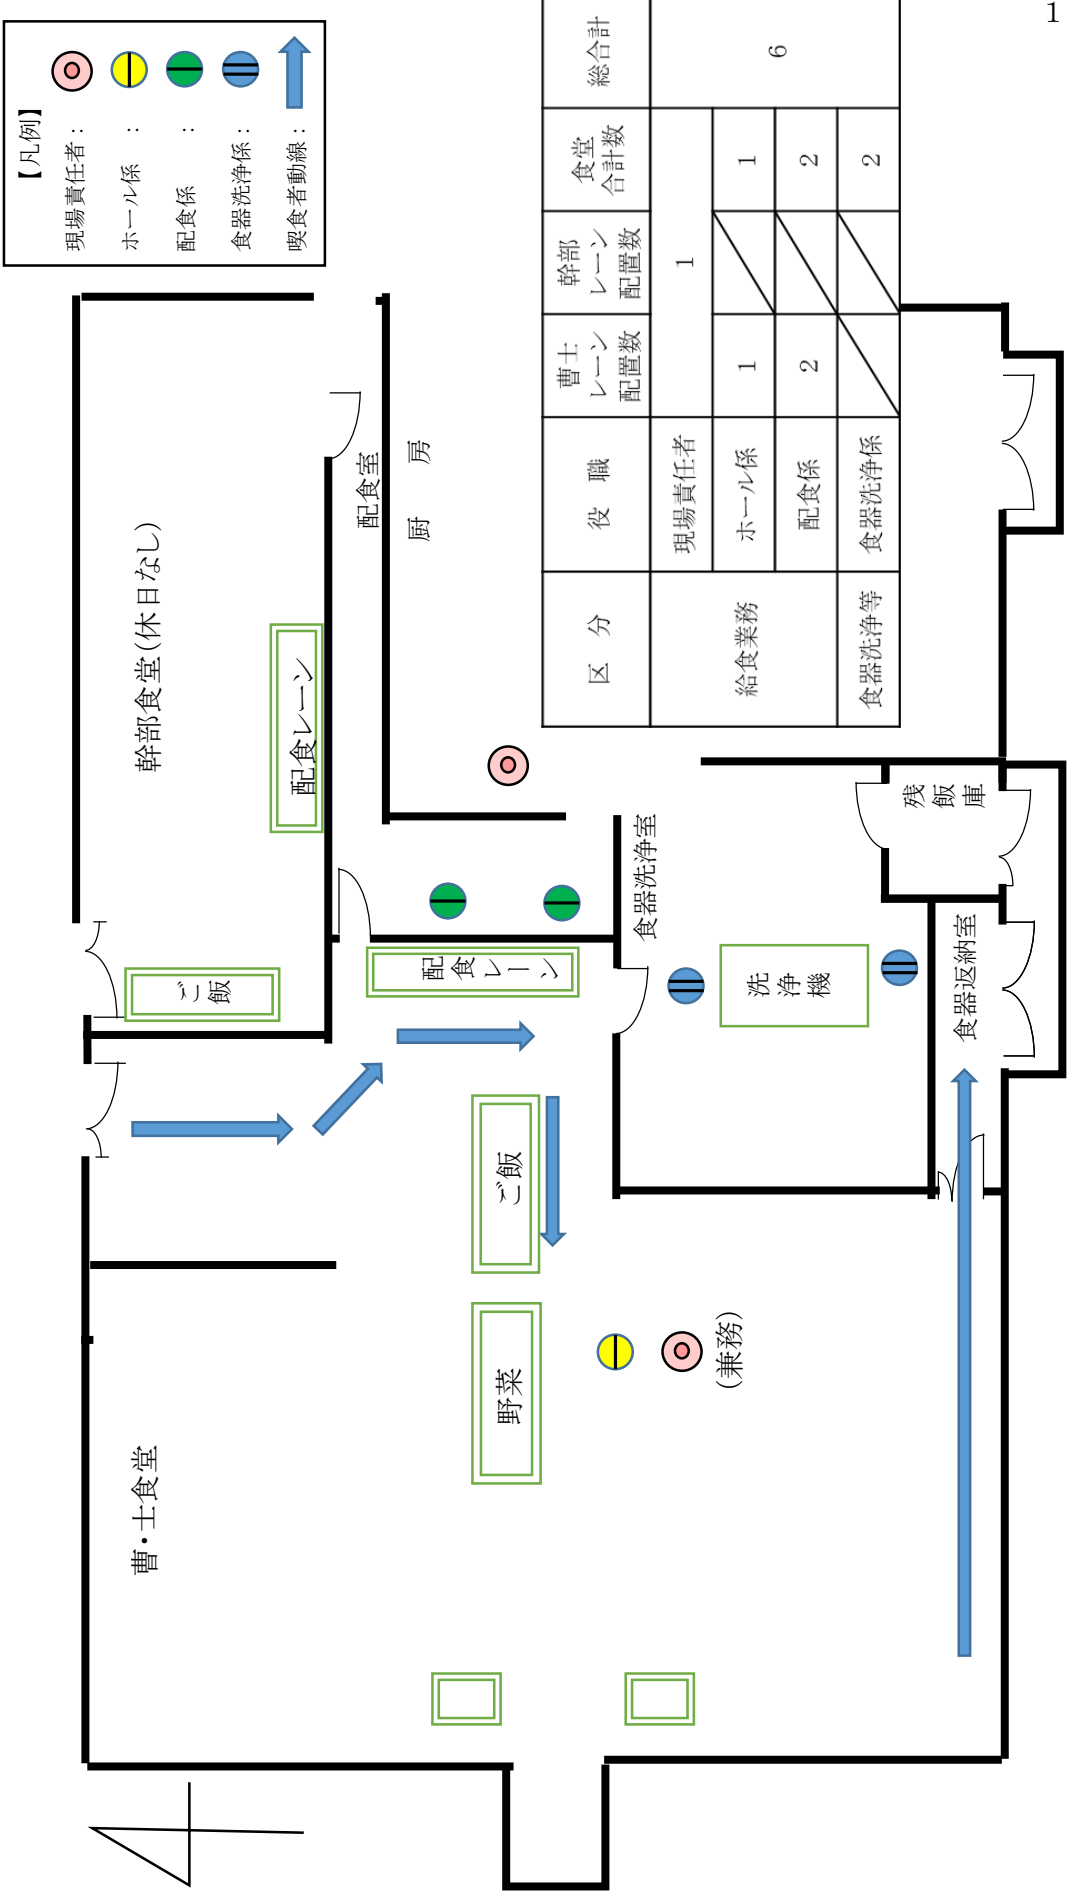 1
【凡例】
現場責任者：
ホール係　：
配食係　　：
食器洗浄係：
喫食者動線：
幹部食堂(休日なし)
配食レーン
ご飯
配食室
厨　房
配食レーン
食器洗浄室
洗浄機
残飯庫
食器返納室
曹・士食堂
ご飯
野菜
(兼務)
区　分　役　職　曹士レーン配置数　幹部レーン配置数　食堂合計数　総合計
給食業務　現場責任者　1　6
ホール係　1　1
配食係　2　2
食器洗浄等　食器洗浄係　2